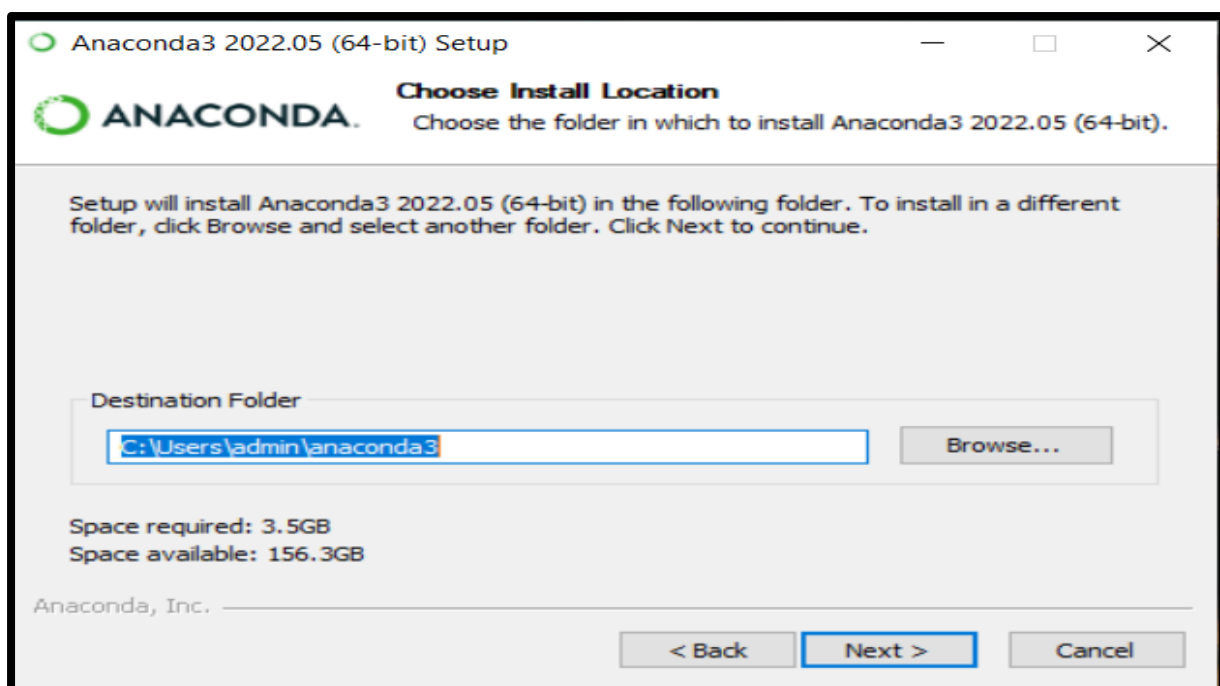 Anaconda3 2022.05 (64-bit) Setup
ANACONDA.
Choose Install Location
Choose the folder in which to install Anaconda3 2022.05 (64-bit).
Setup will install Anaconda3 2022.05 (64-bit) in the following folder. To install in a different
folder, click Browse and select another folder. Click Next to continue.
Destination Folder
C:\Users\admin\anaconda3
Browse...
Space required: 3.5GB
Space available: 156.3GB
Anaconda, Inc.
< Back
Next >
Cancel